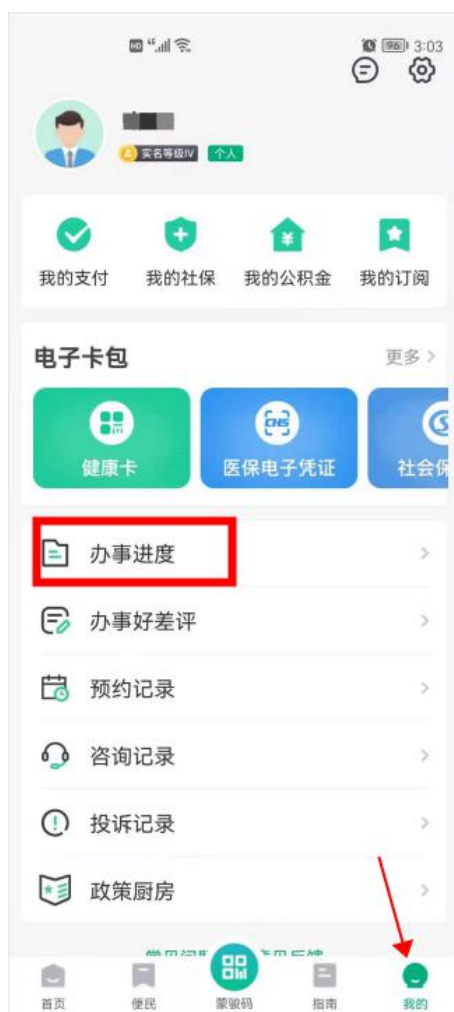 HD 96 3:03
实名等级IV 个人
我的支付 我的社保 我的公积金 我的订阅
电子卡包 更多
健康卡 医保电子凭证 社会保
办事进度
办事好差评
预约记录
咨询记录
投诉记录
政策厨房
首页 便民 蒙骏码 指南 我的